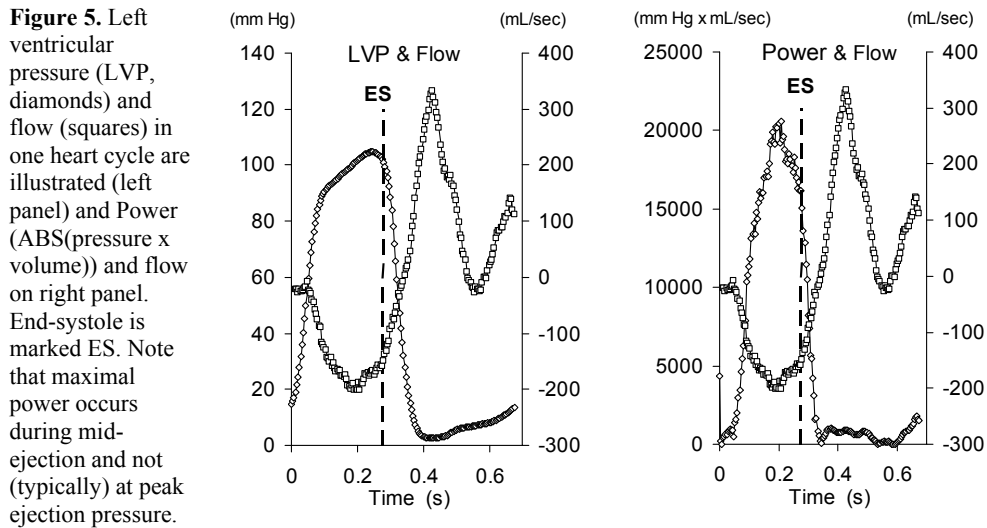 Figure 5. Left
ventricular
pressure (LVP,
diamonds) and
flow (squares) in
one heart cycle are
illustrated (left
panel) and Power
(ABS(pressure x
volume)) and flow
on right panel.
End-systole is
marked ES. Note
that maximal
power occurs
during mid-
ejection and not
(typically) at peak
ejection pressure.
(mm Hg) (mL/sec)
LVP & Flow
ES
140
120
100
80
60
40
20
0
400
300
200
100
0
-100
-200
-300
0 0.2 0.4 0.6
Time (s)
(mm Hg x mL/sec) (mL/sec)
Power & Flow
ES
25000
20000
15000
10000
5000
0
400
300
200
100
0
-100
-200
-300
0 0.2 0.4 0.6
Time (s)